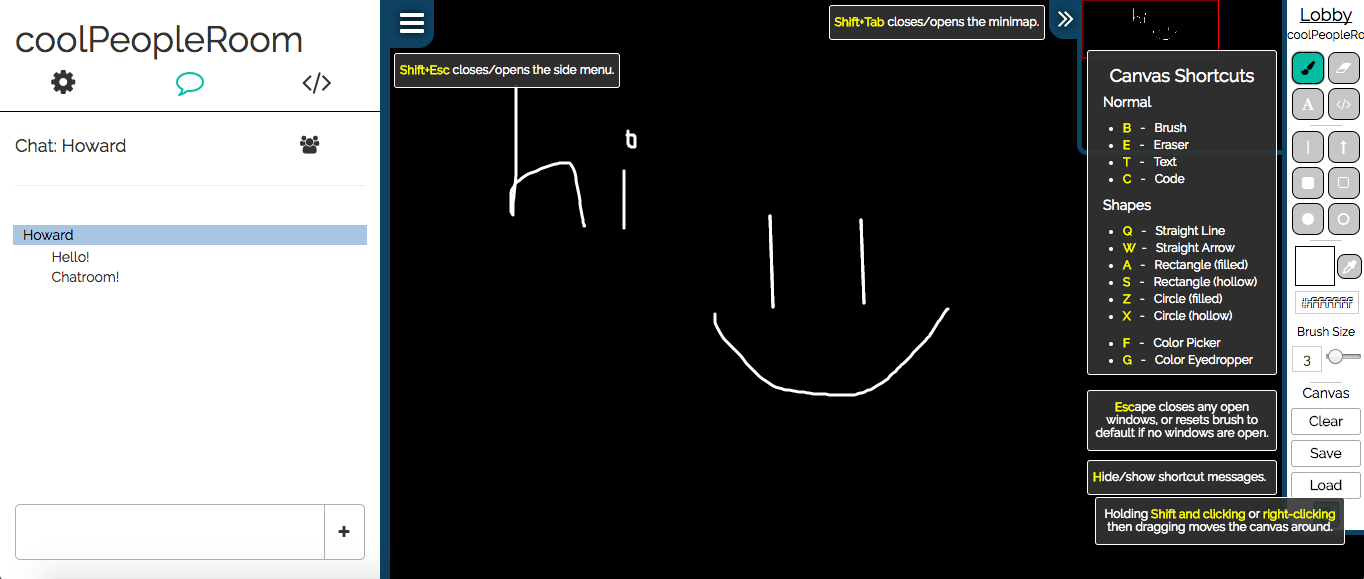 coolPeopleRoom
</>
Chat: Howard
Howard
Hello!
Chatroom!
+
Shift+Esc closes/opens the side menu.
Shift+Tab closes/opens the minimap.
hi
hi
Canvas Shortcuts
Normal
B - Brush
E - Eraser
T - Text
C - Code
Shapes
Q - Straight Line
W - Straight Arrow
A - Rectangle (filled)
S - Rectangle (hollow)
Z - Circle (filled)
X - Circle (hollow)
F - Color Picker
G - Color Eyedropper
Escape closes any open
windows, or resets brush to
default if no windows are open.
Hide/show shortcut messages.
Holding Shift and clicking or right-clicking
then dragging moves the canvas around.
Lobby
coolPeopleRo
A
</>
#ffffff
Brush Size
3
Canvas
Clear
Save
Load